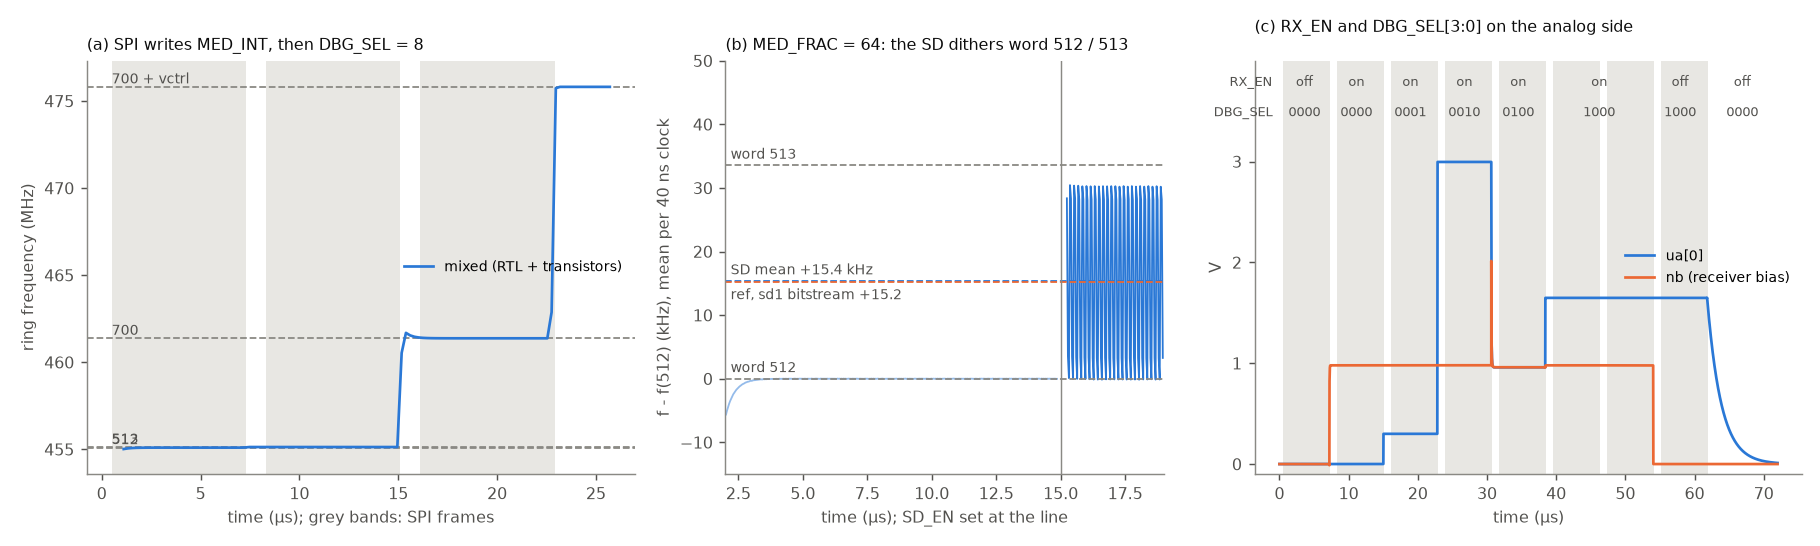 (a) SPI writes MED_INT, then DBG_SEL = 8
700 + vctrl
700
mixed (RTL + transistors)
475
470
465
460
455
ring frequency (MHz)
0 5 10 15 20 25
time (µs); grey bands: SPI frames
(b) MED_FRAC = 64: the SD dithers word 512 / 513
50
40
30
20
10
0
−10
f - f(512) (kHz), mean per 40 ns clock
word 513
SD mean +15.4 kHz
ref, sd1 bitstream +15.2
word 512
2.5 5.0 7.5 10.0 12.5 15.0 17.5
time (µs); SD_EN set at the line
(c) RX_EN and DBG_SEL[3:0] on the analog side
RX_EN off on on on on on off off
DBG_SEL 0000 0000 0001 0010 0100 1000 1000 0000
3
2
1
0
V
ua[0]
nb (receiver bias)
0 10 20 30 40 50 60 70
time (µs)